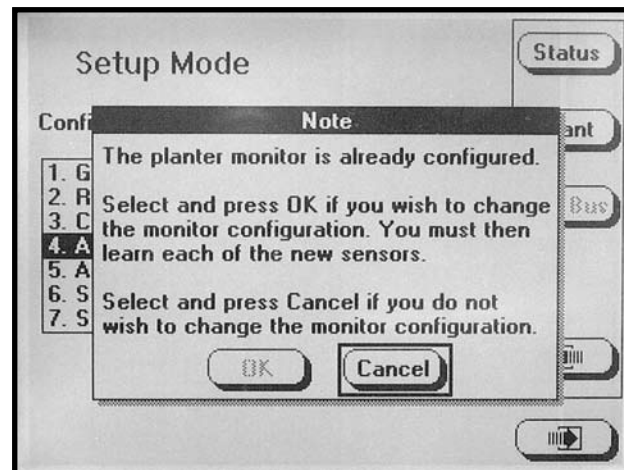 Setup Mode
Status
Confi
Note
ant
The planter monitor is already configured.
1. G
2. R
Select and press OK if you wish to change
Bus
3. C
the monitor configuration. You must then
4. A
learn each of the new sensors.
5. A
6. S
Select and press Cancel if you do not
7. S
wish to change the monitor configuration.
OK
Cancel